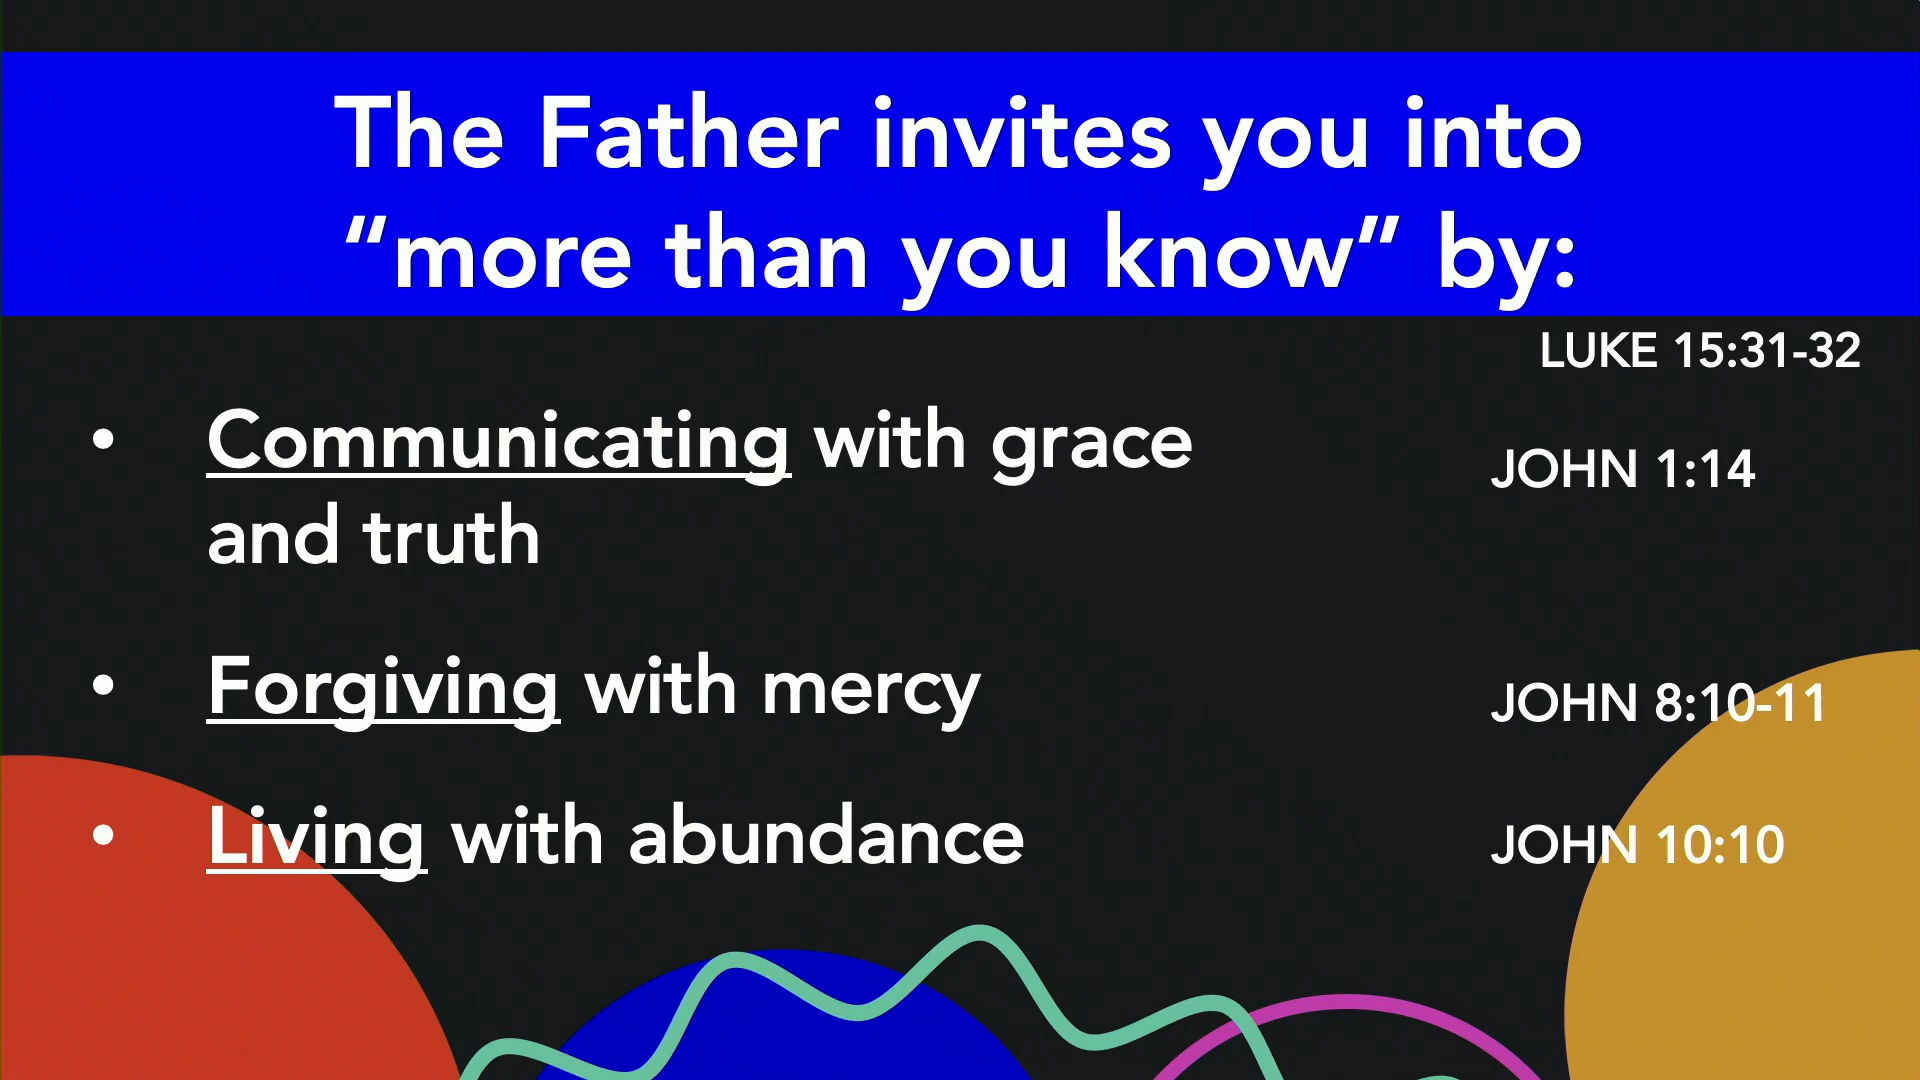 The Father invites you into
“more than you know” by:
LUKE 15:31-32
• Communicating with grace
and truth
JOHN 1:14
• Forgiving with mercy
JOHN 8:10-11
• Living with abundance
JOHN 10:10